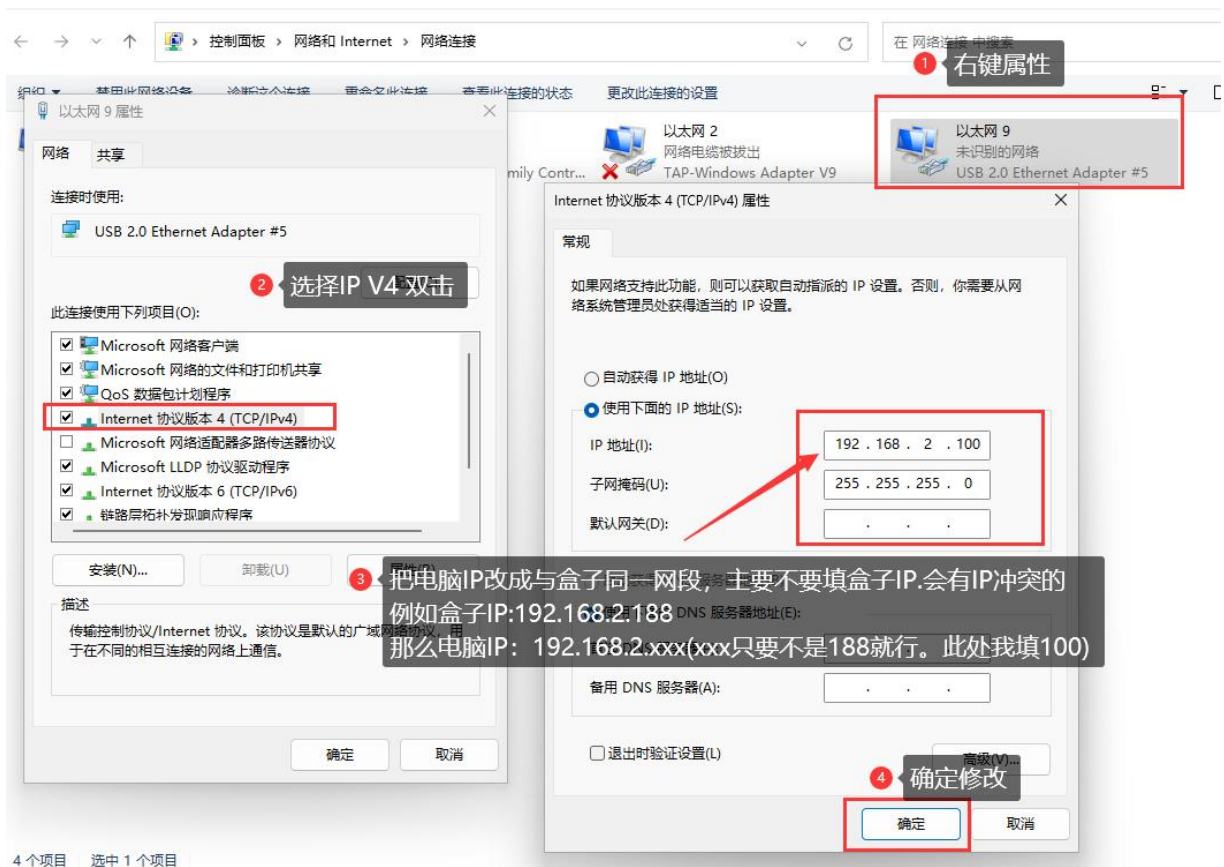 控制面板 › 网络和 Internet › 网络连接
在 网络连接 中搜索
1 右键属性
组织 禁用此网络设备 诊断这个连接 重命名此连接 查看此连接的状态 更改此连接的设置
以太网 9 属性
网络 共享
连接时使用:
USB 2.0 Ethernet Adapter #5
2 选择IP V4 双击
此连接使用下列项目(O):
Microsoft 网络客户端
Microsoft 网络的文件和打印机共享
QoS 数据包计划程序
Internet 协议版本 4 (TCP/IPv4)
Microsoft 网络适配器多路传送器协议
Microsoft LLDP 协议驱动程序
Internet 协议版本 6 (TCP/IPv6)
链路层拓扑发现响应程序
安装(N)... 卸载(U) 属性(R)
描述
传输控制协议/Internet 协议。该协议是默认的广域网络协议，用
于在不同的相互连接的网络上通信。
确定 取消
mily Contr...
以太网 2
网络电缆被拔出
TAP-Windows Adapter V9
以太网 9
未识别的网络
USB 2.0 Ethernet Adapter #5
Internet 协议版本 4 (TCP/IPv4) 属性
常规
如果网络支持此功能，则可以获取自动指派的 IP 设置。否则，你需要从网
络系统管理员处获得适当的 IP 设置。
自动获得 IP 地址(O)
使用下面的 IP 地址(S):
IP 地址(I): 192 . 168 . 2 . 100
子网掩码(U): 255 . 255 . 255 . 0
默认网关(D): . . .
3 把电脑IP改成与盒子同一网段，主要不要填盒子IP.会有IP冲突的
例如盒子IP:192.168.2.188
那么电脑IP：192.168.2.xxx(xxx只要不是188就行。此处我填100)
DNS 服务器地址(E):
备用 DNS 服务器(A): . . .
退出时验证设置(L)
高级(V)...
4 确定修改
确定 取消
4 个项目 选中 1 个项目